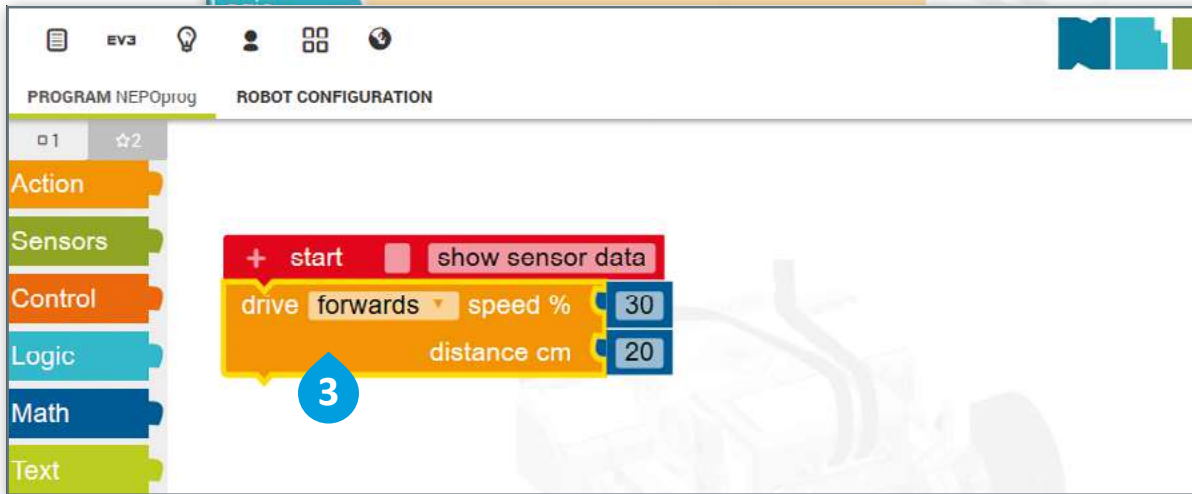 EV3
PROGRAM NEPOprog ROBOT CONFIGURATION
1 2
Action
Sensors
+ start show sensor data
Control
drive forwards speed % 30
Logic
distance cm 20
3
Math
Text